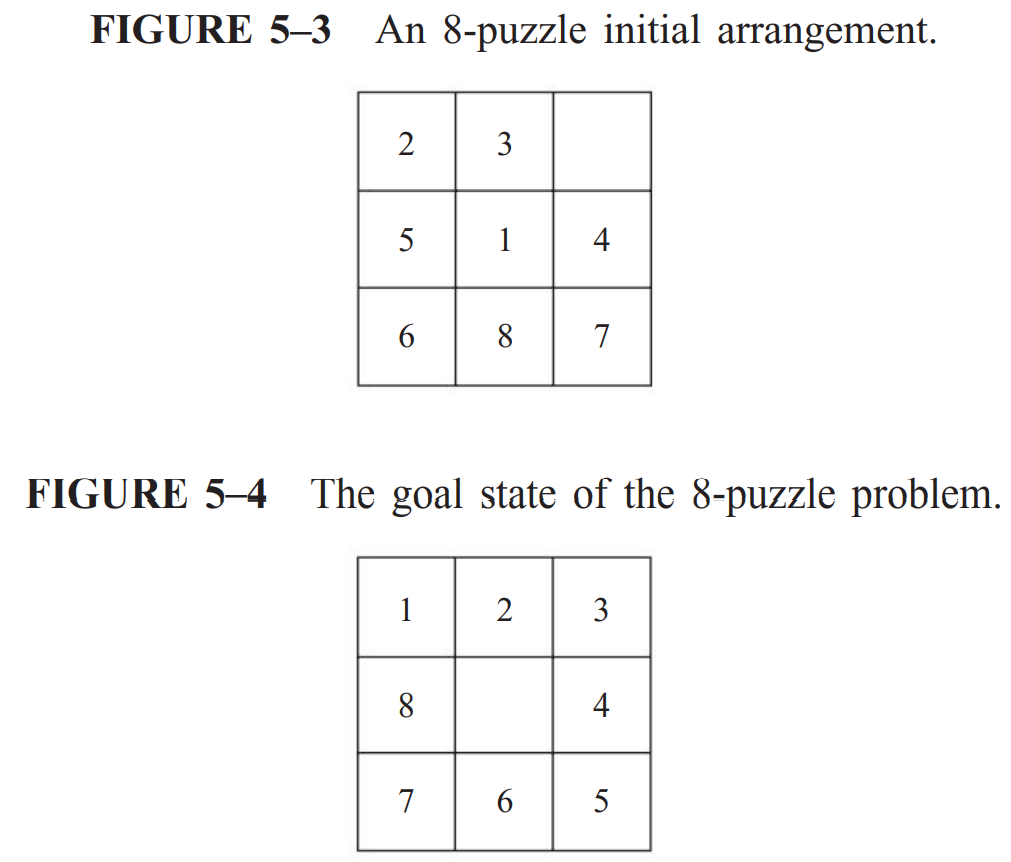 FIGURE 5–3 An 8-puzzle initial arrangement.
2 3
5 1 4
6 8 7
FIGURE 5–4 The goal state of the 8-puzzle problem.
1 2 3
8 4
7 6 5